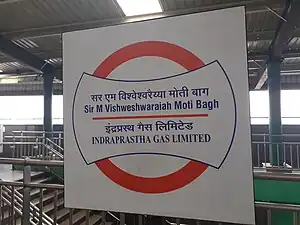 सर एम विश्वेश्वरेय्या मोती बाग
Sir M Vishweshwaraiah Moti Bagh
इंद्रप्रस्थ गैस लिमिटेड
INDRAPRASTHA GAS LIMITED